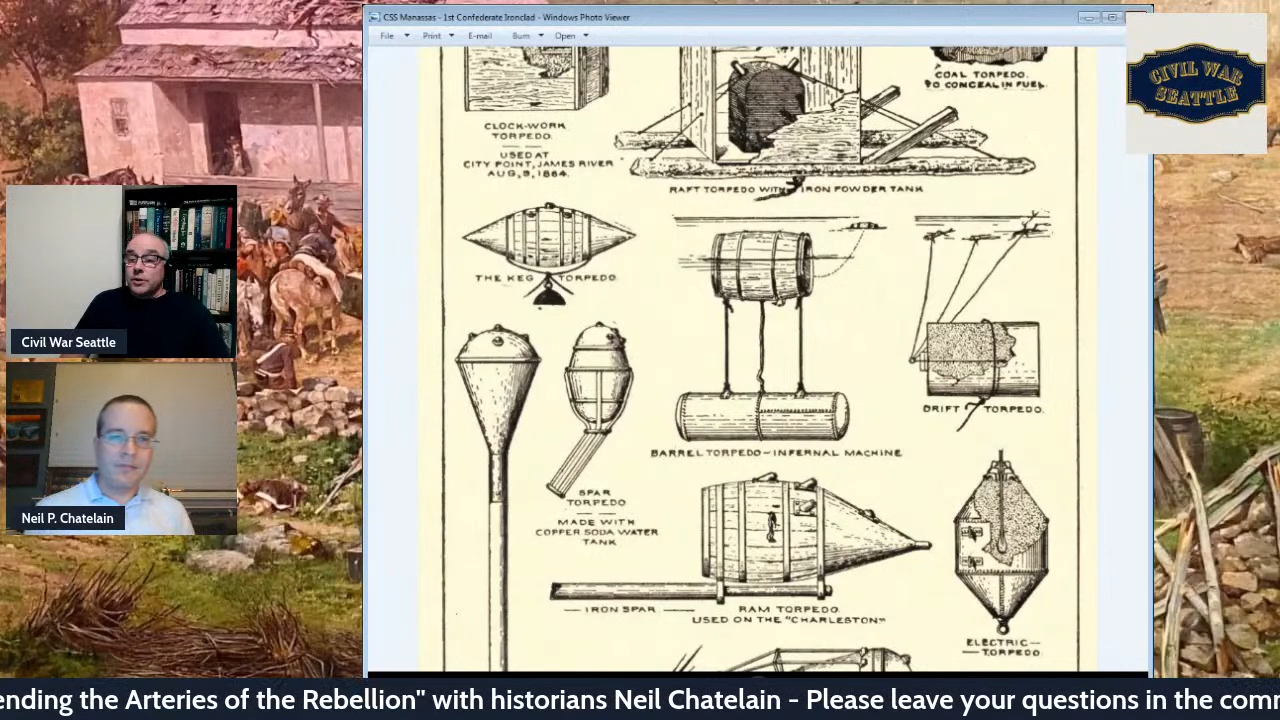 CSS Manassas - 1st Confederate Ironclad - Windows Photo Viewer
File Print E-mail Burn Open
CIVIL WAR
SEATTLE
COAL TORPEDO.
TO CONCEAL IN FUEL.
CLOCK-WORK
TORPEDO.
USED AT
CITY POINT, JAMES RIVER
AUG, 9, 1864.
RAFT TORPEDO WITH IRON POWDER TANK
THE KEG TORPEDO.
DRIFT TORPEDO.
BARREL TORPEDO~INFERNAL MACHINE
SPAR
TORPEDO
MADE WITH
COPPER SODA WATER
TANK
IRON SPAR
RAM TORPEDO.
USED ON THE "CHARLESTON"
ELECTRIC
TORPEDO.
Civil War Seattle
Neil P. Chatelain
ending the Arteries of the Rebellion" with historians Neil Chatelain - Please leave your questions in the com